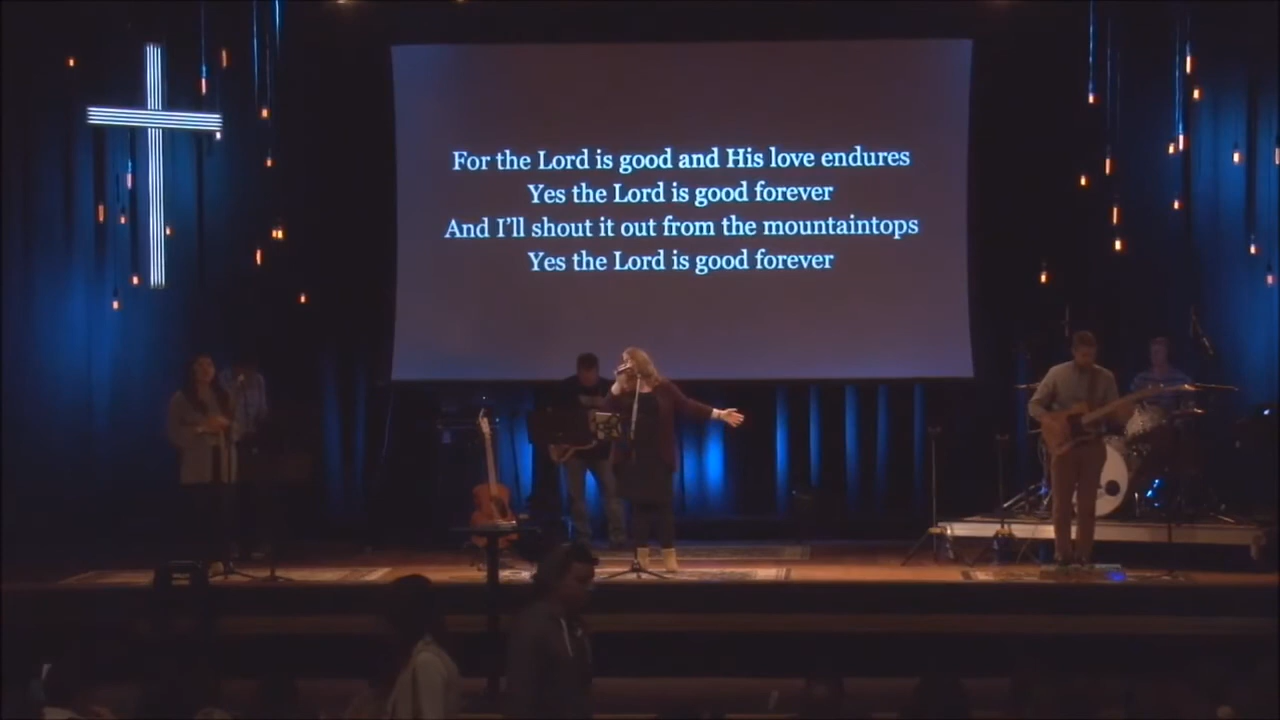 For the Lord is good and His love endures
Yes the Lord is good forever
And I'll shout it out from the mountaintops
Yes the Lord is good forever